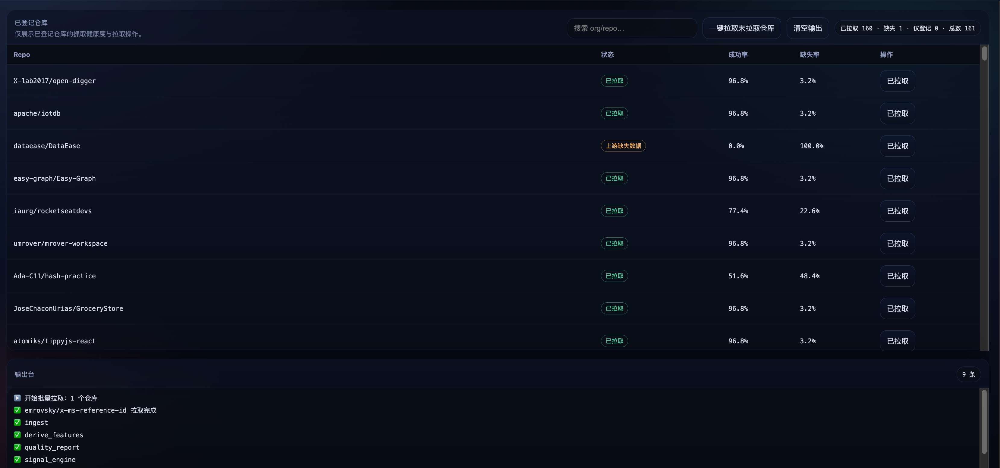 已登记仓库
仅展示已登记仓库的抓取健康度与拉取操作。
搜索 org/repo... 一键拉取未拉取仓库 清空输出 已拉取 160 · 缺失 1 · 仅登记 0 · 总数 161
Repo 状态 成功率 缺失率 操作
X-lab2017/open-digger 已拉取 96.8% 3.2% 已拉取
apache/iotdb 已拉取 96.8% 3.2% 已拉取
dataease/DataEase 上游缺失数据 0.0% 100.0% 已拉取
easy-graph/Easy-Graph 已拉取 96.8% 3.2% 已拉取
iaurg/rocketseatdevs 已拉取 77.4% 22.6% 已拉取
umrover/mrover-workspace 已拉取 96.8% 3.2% 已拉取
Ada-C11/hash-practice 已拉取 51.6% 48.4% 已拉取
JoseChaconUrias/GroceryStore 已拉取 96.8% 3.2% 已拉取
atomiks/tippyjs-react 已拉取 96.8% 3.2% 已拉取
输出台 9 条
开始批量拉取: 1 个仓库
emrovsky/x-ms-reference-id 拉取完成
ingest
derive_features
quality_report
signal_engine